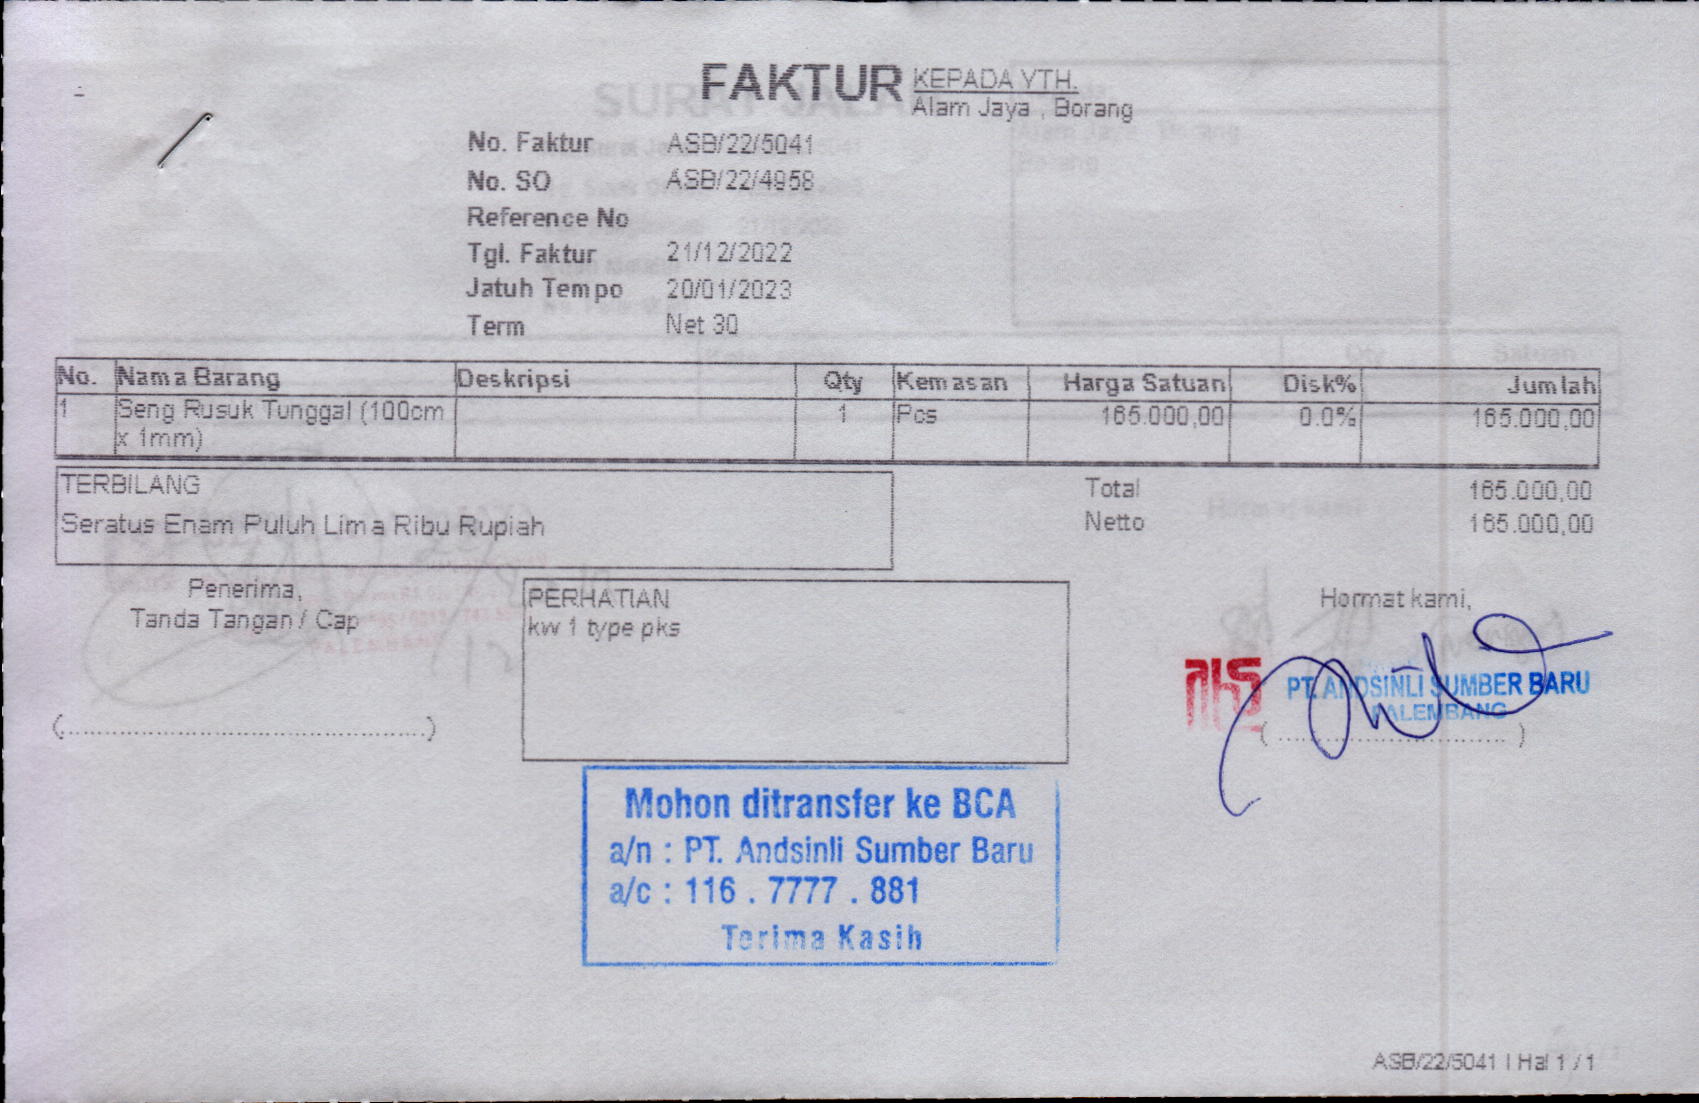 FAKTUR
KEPADA YTH.
Alam Jaya , Borang
No. Faktur ASB/22/5041
No. SO ASB/22/4958
Reference No
Tgl. Faktur 21/12/2022
Jatuh Tempo 20/01/2023
Term Net 30
No. Nama Barang Deskripsi Qty Kemasan Harga Satuan Disk% Jumlah
1 Seng Rusuk Tunggal (100cm 1 Pcs 165.000,00 0.0% 165.000,00
x 1mm)
TERBILANG
Seratus Enam Puluh Lima Ribu Rupiah
Total 165.000,00
Netto 165.000,00
Penerima,
Tanda Tangan / Cap
(............................................)
PERHATIAN
kw 1 type pks
Hormat kami,
PT. ANDSINLI SUMBER BARU
PALEMBANG
( ............................ )
Mohon ditransfer ke BCA
a/n : PT. Andsinli Sumber Baru
a/c : 116 . 7777 . 881
Terima Kasih
ASB/22/5041 | Hal 1 / 1